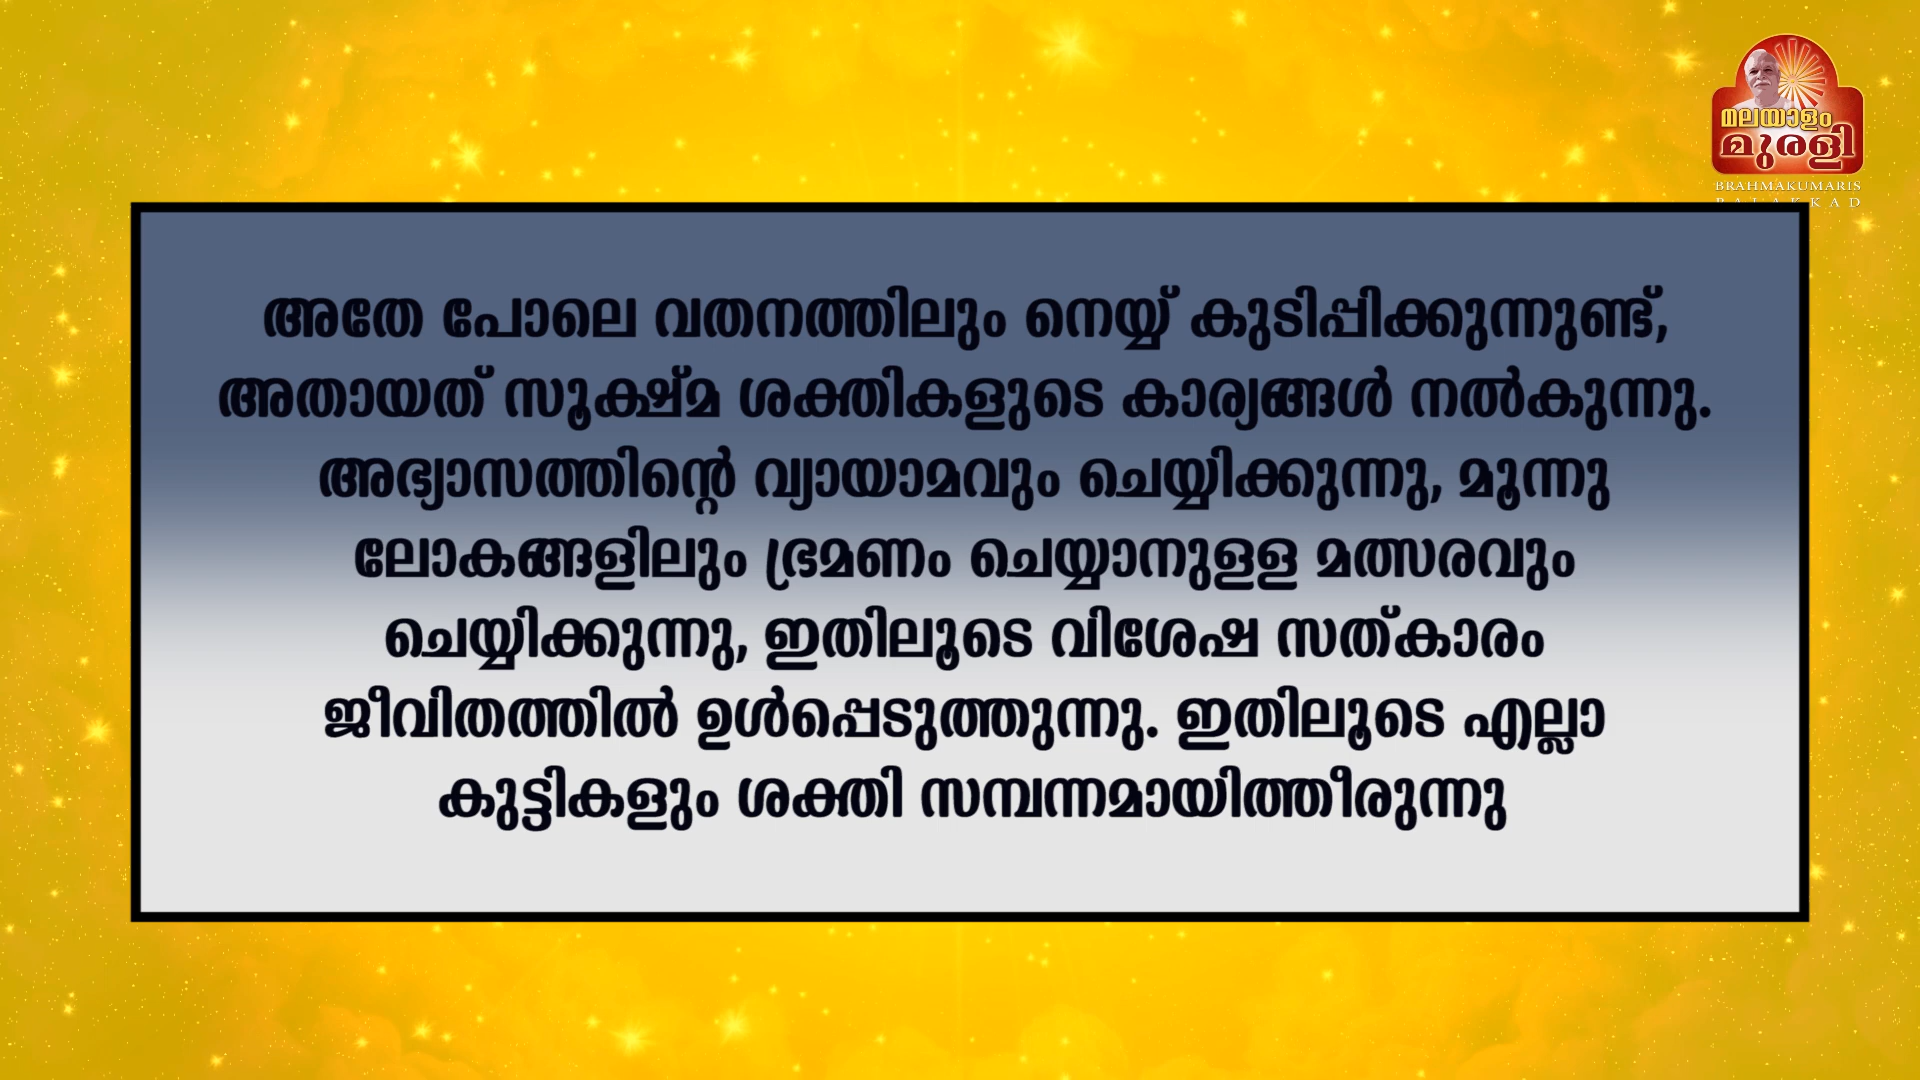 മലയാളം
മുരളി
BRAHMAKUMARIS
അതേ പോലെ വതനത്തിലും നെയ്യ് കുടിപ്പിക്കുന്നുണ്ട്,
അതായത് സൂക്ഷ്മ ശക്തികളുടെ കാര്യങ്ങൾ നൽകുന്നു.
അഭ്യാസത്തിന്റെ വ്യായാമവും ചെയ്യിക്കുന്നു, മൂന്നു
ലോകങ്ങളിലും ഭ്രമണം ചെയ്യാനുളള മത്സരവും
ചെയ്യിക്കുന്നു, ഇതിലൂടെ വിശേഷ സത്കാരം
ജീവിതത്തിൽ ഉൾപ്പെടുത്തുന്നു. ഇതിലൂടെ എല്ലാ
കുട്ടികളും ശക്തി സമ്പന്നമായിത്തീരുന്നു